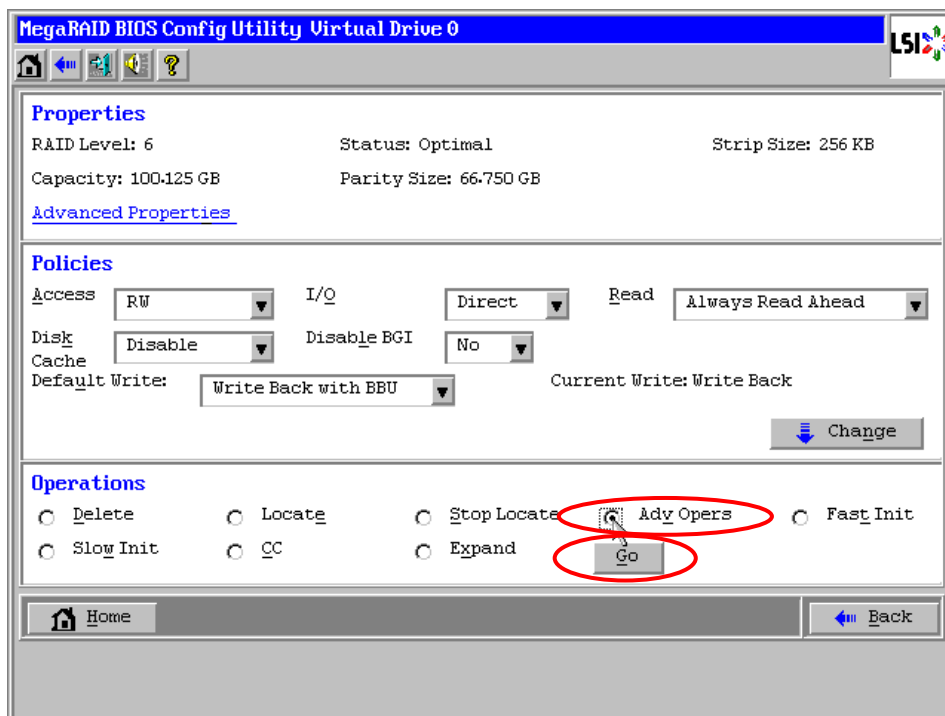 MegaRAID BIOS Config Utility Virtual Drive 0
LSI
Properties
RAID Level: 6 Status: Optimal Strip Size: 256 KB
Capacity: 100.125 GB Parity Size: 66.750 GB
Advanced Properties
Policies
Access RW I/O Direct Read Always Read Ahead
Disk Cache Disable Disable BGI No
Default Write: Write Back with BBU Current Write: Write Back
Change
Operations
Delete Locate Stop Locate Adv Opers Fast Init
Slow Init CC Expand Go
Home Back